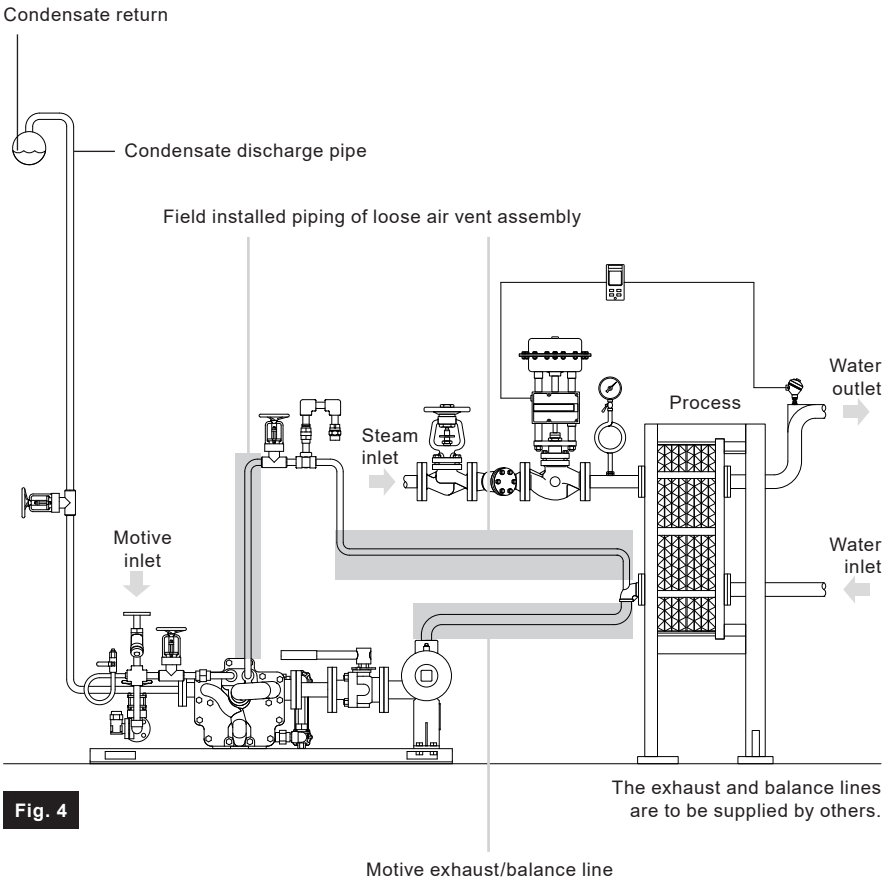 Condensate return
Condensate discharge pipe
Field installed piping of loose air vent assembly
Water
outlet
Process
Steam
inlet
Motive
inlet
Water
inlet
The exhaust and balance lines
are to be supplied by others.
Fig. 4
Motive exhaust/balance line